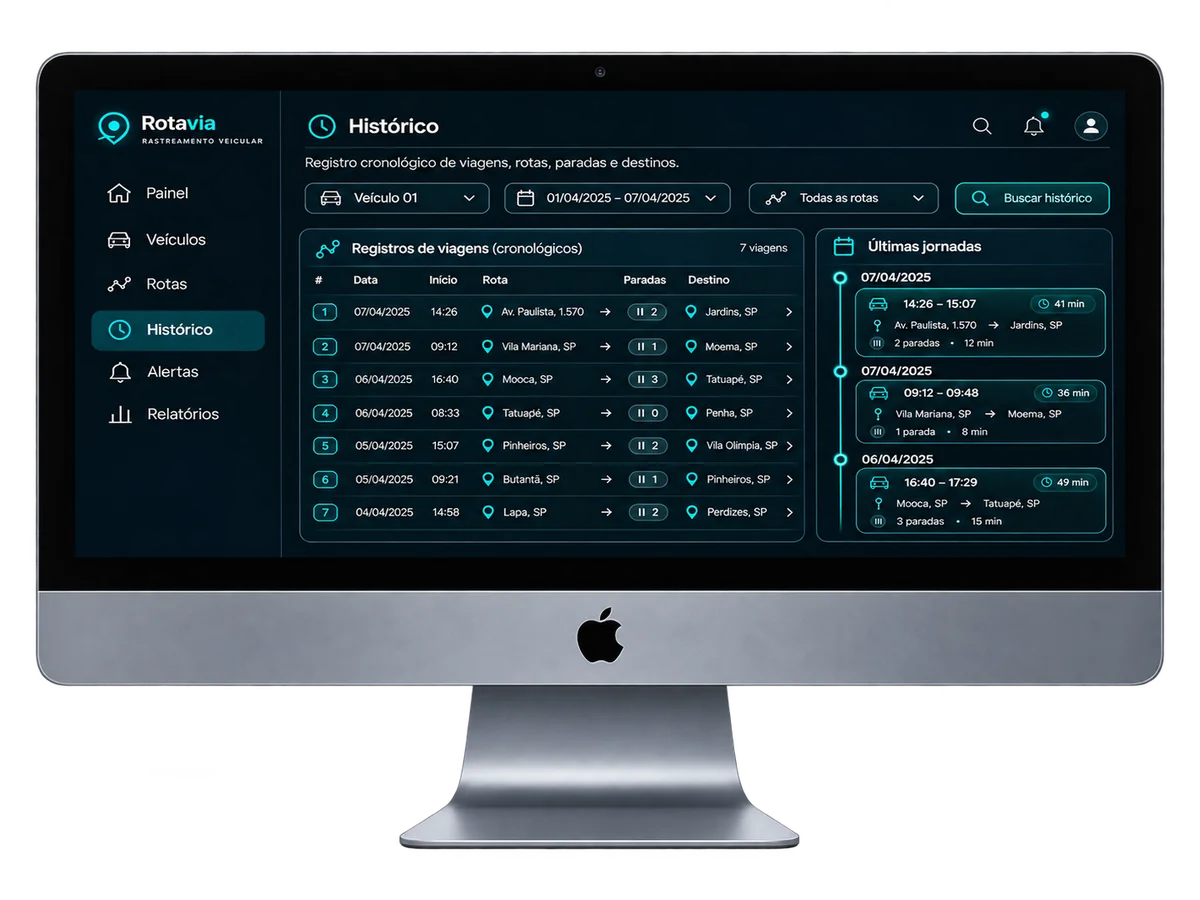 Rotavia
RASTREAMENTO VEICULAR
Painel
Veículos
Rotas
Histórico
Alertas
Relatórios
Histórico
Registro cronológico de viagens, rotas, paradas e destinos.
Veículo 01
01/04/2025 – 07/04/2025
Todas as rotas
Buscar histórico
Registros de viagens (cronológicos) 7 viagens
# Data Início Rota Paradas Destino
1 07/04/2025 14:26 Av. Paulista, 1.570 → 2 Jardins, SP
2 07/04/2025 09:12 Vila Mariana, SP → 1 Moema, SP
3 06/04/2025 16:40 Mooca, SP → 3 Tatuapé, SP
4 06/04/2025 08:33 Tatuapé, SP → 0 Penha, SP
5 05/04/2025 15:07 Pinheiros, SP → 2 Vila Olímpia, SP
6 05/04/2025 09:21 Butantã, SP → 1 Pinheiros, SP
7 04/04/2025 14:58 Lapa, SP → 2 Perdizes, SP
Últimas jornadas
07/04/2025
14:26 – 15:07 41 min
Av. Paulista, 1.570 → Jardins, SP
2 paradas • 12 min
07/04/2025
09:12 – 09:48 36 min
Vila Mariana, SP → Moema, SP
1 parada • 8 min
06/04/2025
16:40 – 17:29 49 min
Mooca, SP → Tatuapé, SP
3 paradas • 15 min